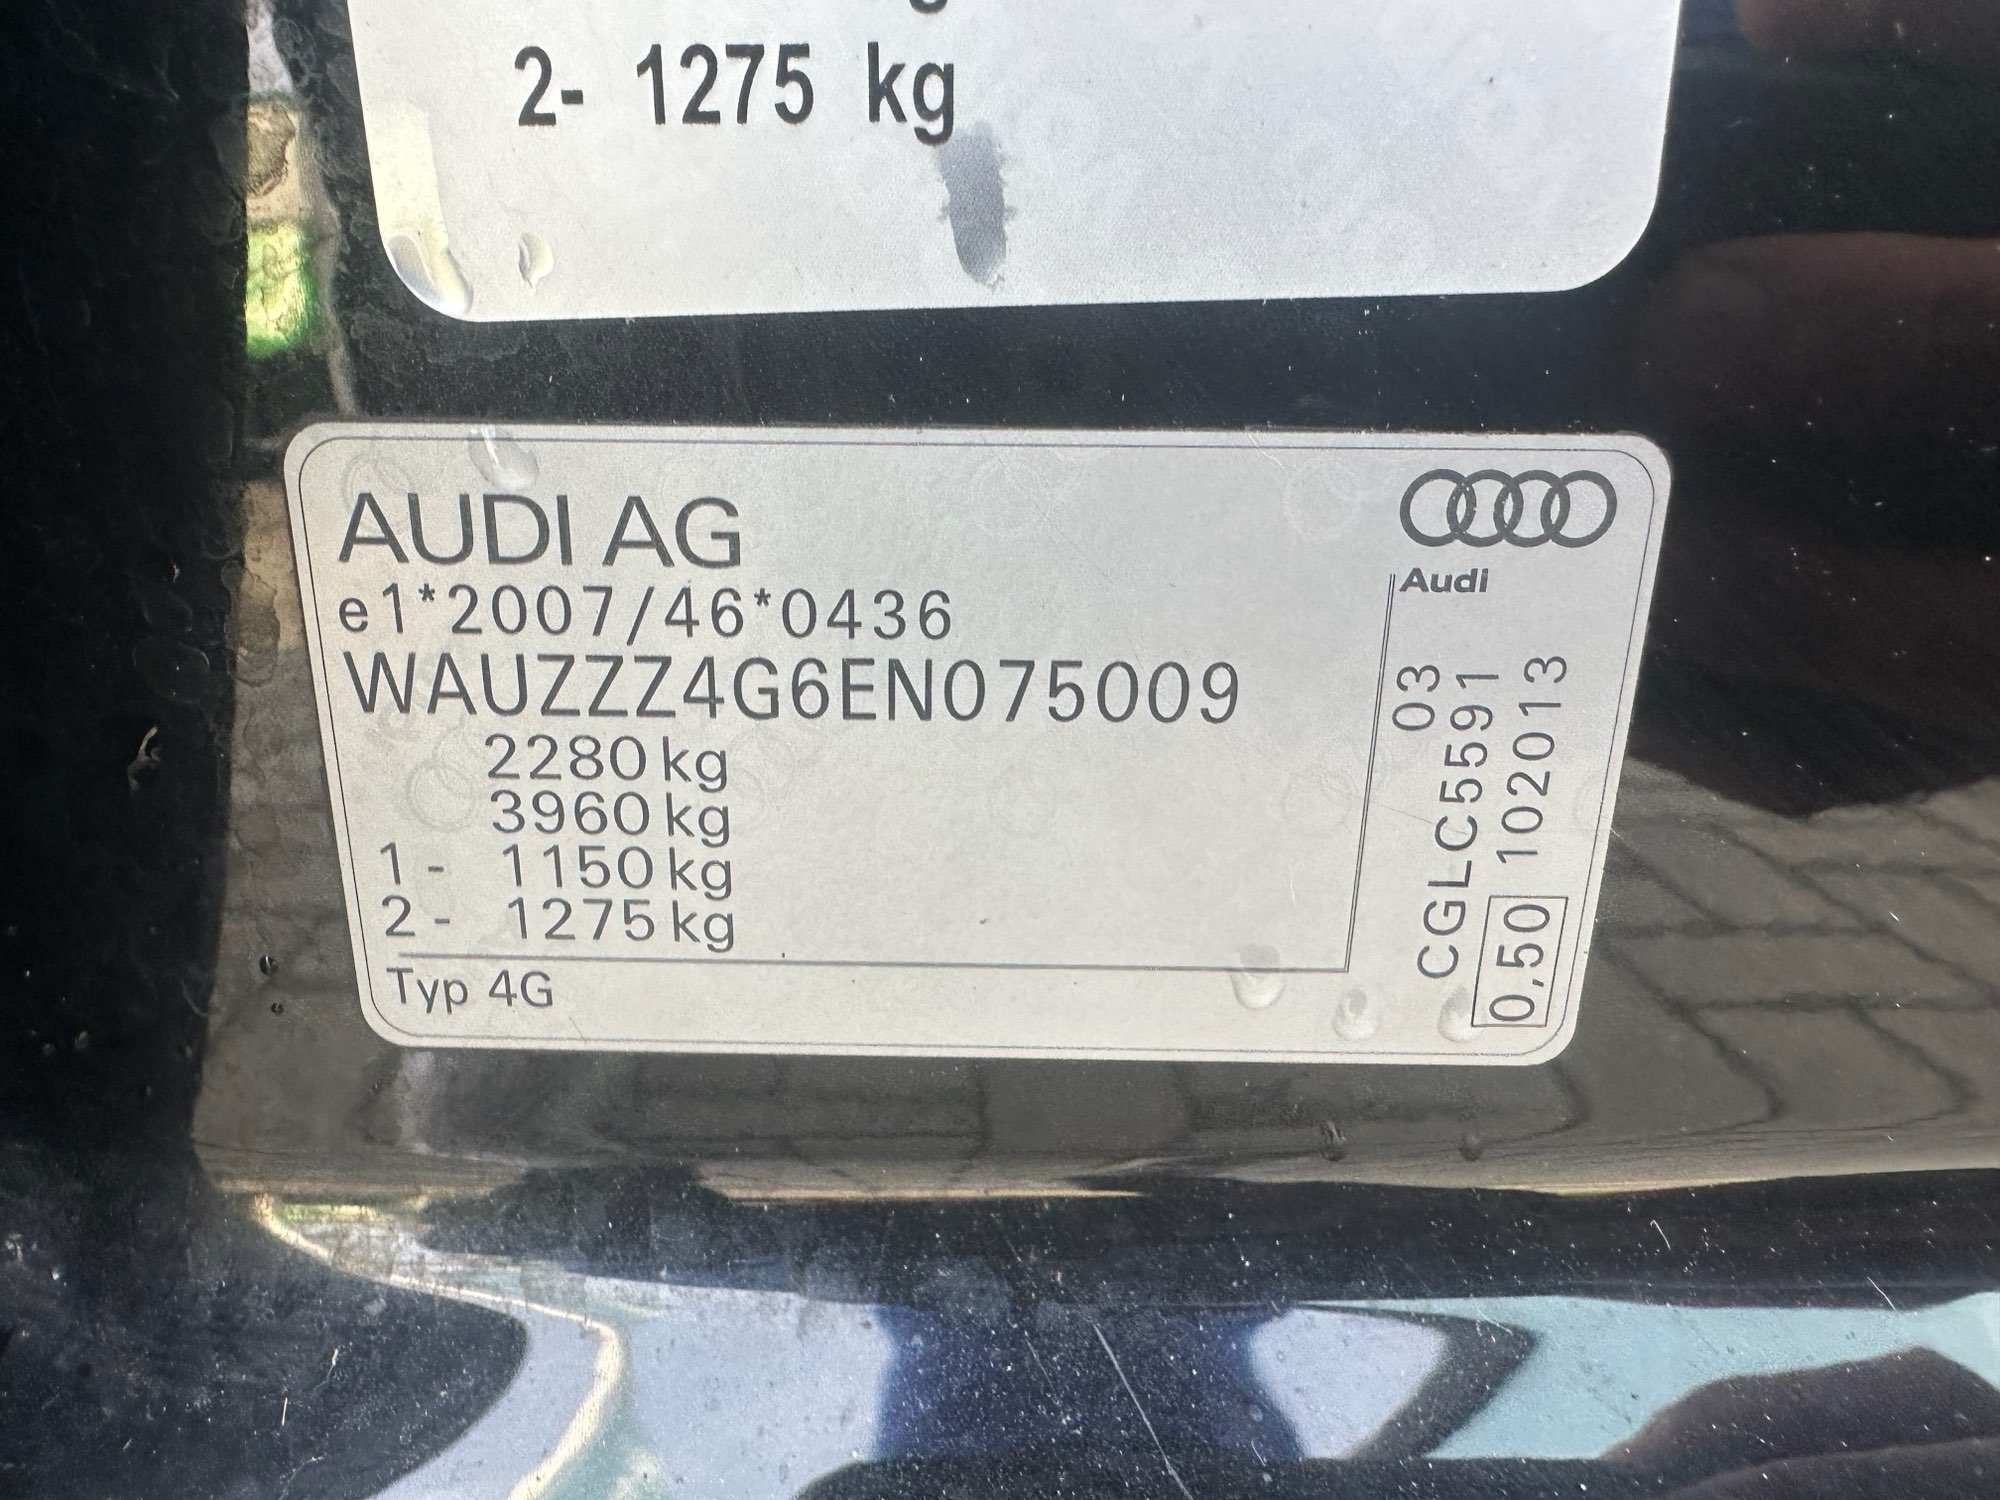 2- 1275 kg
AUDI AG
e1*2007/46*0436
WAUZZZ4G6EN075009
2280 kg
3960 kg
1 - 1150 kg
2 - 1275 kg
Typ 4G
Audi
03
CGLC5591
0,50 102013